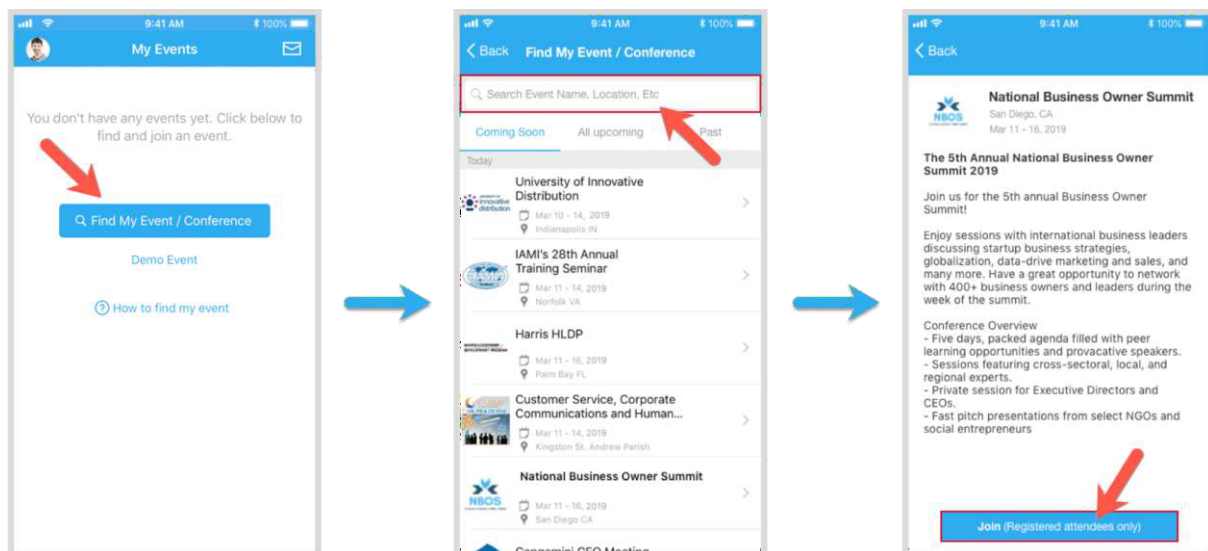 9:41 AM
100%
My Events
You don't have any events yet. Click below to
find and join an event.
Find My Event / Conference
Demo Event
? How to find my event
9:41 AM
100%
Back
Find My Event / Conference
Search Event Name, Location, Etc
Coming Soon
All upcoming
Past
Today
innovative
distribution
University of Innovative
Distribution
Mar 10 - 14, 2019
Indianapolis IN
IAMI's 28th Annual
Training Seminar
Mar 11 - 14, 2019
Norfolk VA
Harris HLDP
Mar 11 - 16, 2019
Palm Bay FL
Customer Service, Corporate
Communications and Human...
Mar 11 - 14, 2019
Kingston St. Andrew Parish
NBOS
National Business Owner Summit
Mar 11 - 16, 2019
San Diego CA
9:41 AM
100%
Back
NBOS
National Business Owner Summit
San Diego, CA
Mar 11 - 16, 2019
The 5th Annual National Business Owner
Summit 2019
Join us for the 5th annual Business Owner
Summit!
Enjoy sessions with international business leaders
discussing startup business strategies,
globalization, data-drive marketing and sales, and
many more. Have a great opportunity to network
with 400+ business owners and leaders during the
week of the summit.
Conference Overview
- Five days, packed agenda filled with peer
learning opportunities and provacative speakers.
- Sessions featuring cross-sectoral, local, and
regional experts.
- Private session for Executive Directors and
CEOs.
- Fast pitch presentations from select NGOs and
social entrepreneurs
Join (Registered attendees only)